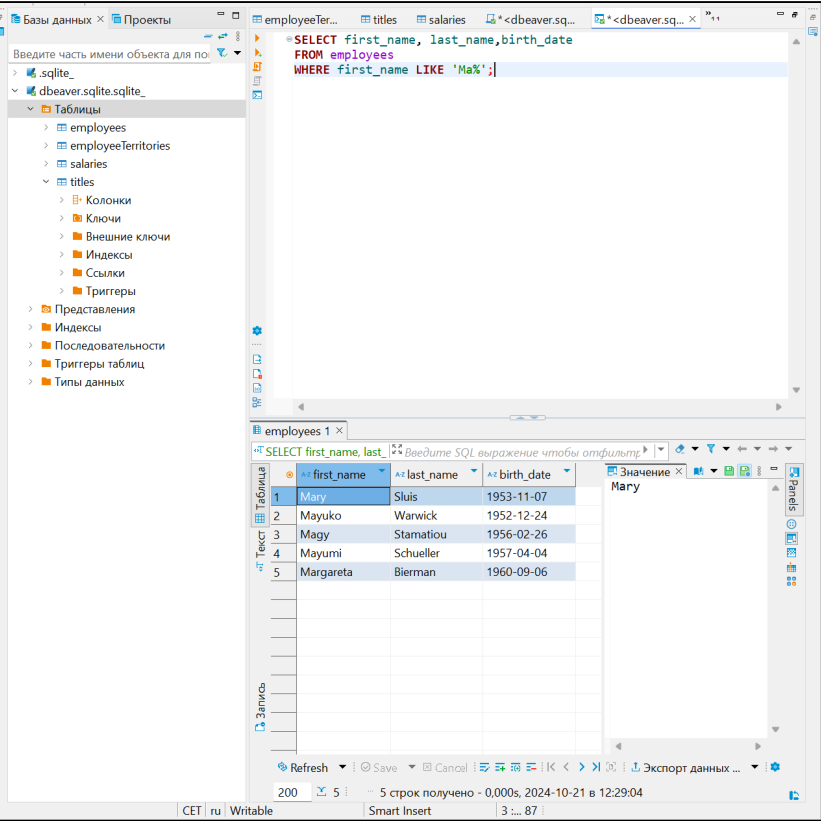 Базы данных
Проекты
Введите часть имени объекта для по
.sqlite_
dbeaver.sqlite.sqlite_
Таблицы
employees
employeeTerritories
salaries
titles
Колонки
Ключи
Внешние ключи
Индексы
Ссылки
Триггеры
Представления
Индексы
Последовательности
Триггеры таблиц
Типы данных
employeeTer...
titles
salaries
*<dbeaver.sq...
*<dbeaver.sq...
"11
SELECT first_name, last_name,birth_date
FROM employees
WHERE first_name LIKE 'Ma%';
employees 1
SELECT first_name, last_
Введите SQL выражение чтобы отфильтр
Таблица
Текст
Запись
A-Z first_name A-Z last_name A-Z birth_date
1 Mary Sluis 1953-11-07
2 Mayuko Warwick 1952-12-24
3 Magy Stamatiou 1956-02-26
4 Mayumi Schueller 1957-04-04
5 Margareta Bierman 1960-09-06
Значение
Mary
Panels
Refresh Save Cancel Экспорт данных ...
200 5 5 строк получено - 0,000s, 2024-10-21 в 12:29:04
CET ru Writable Smart Insert 3 :... 87